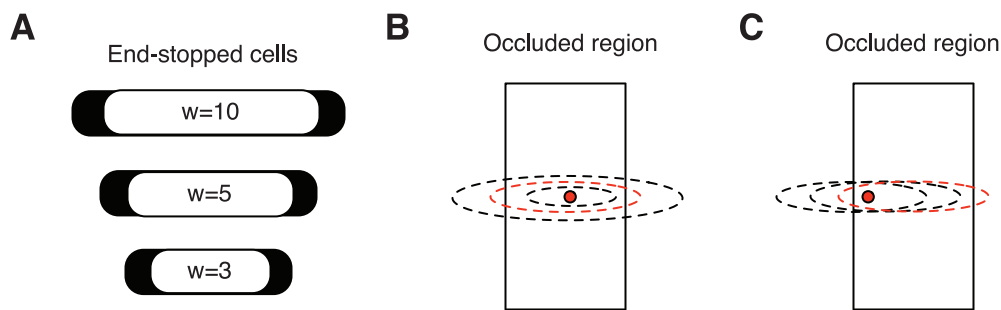 A
End-stopped cells
w=10
w=5
w=3
B
Occluded region
C
Occluded region